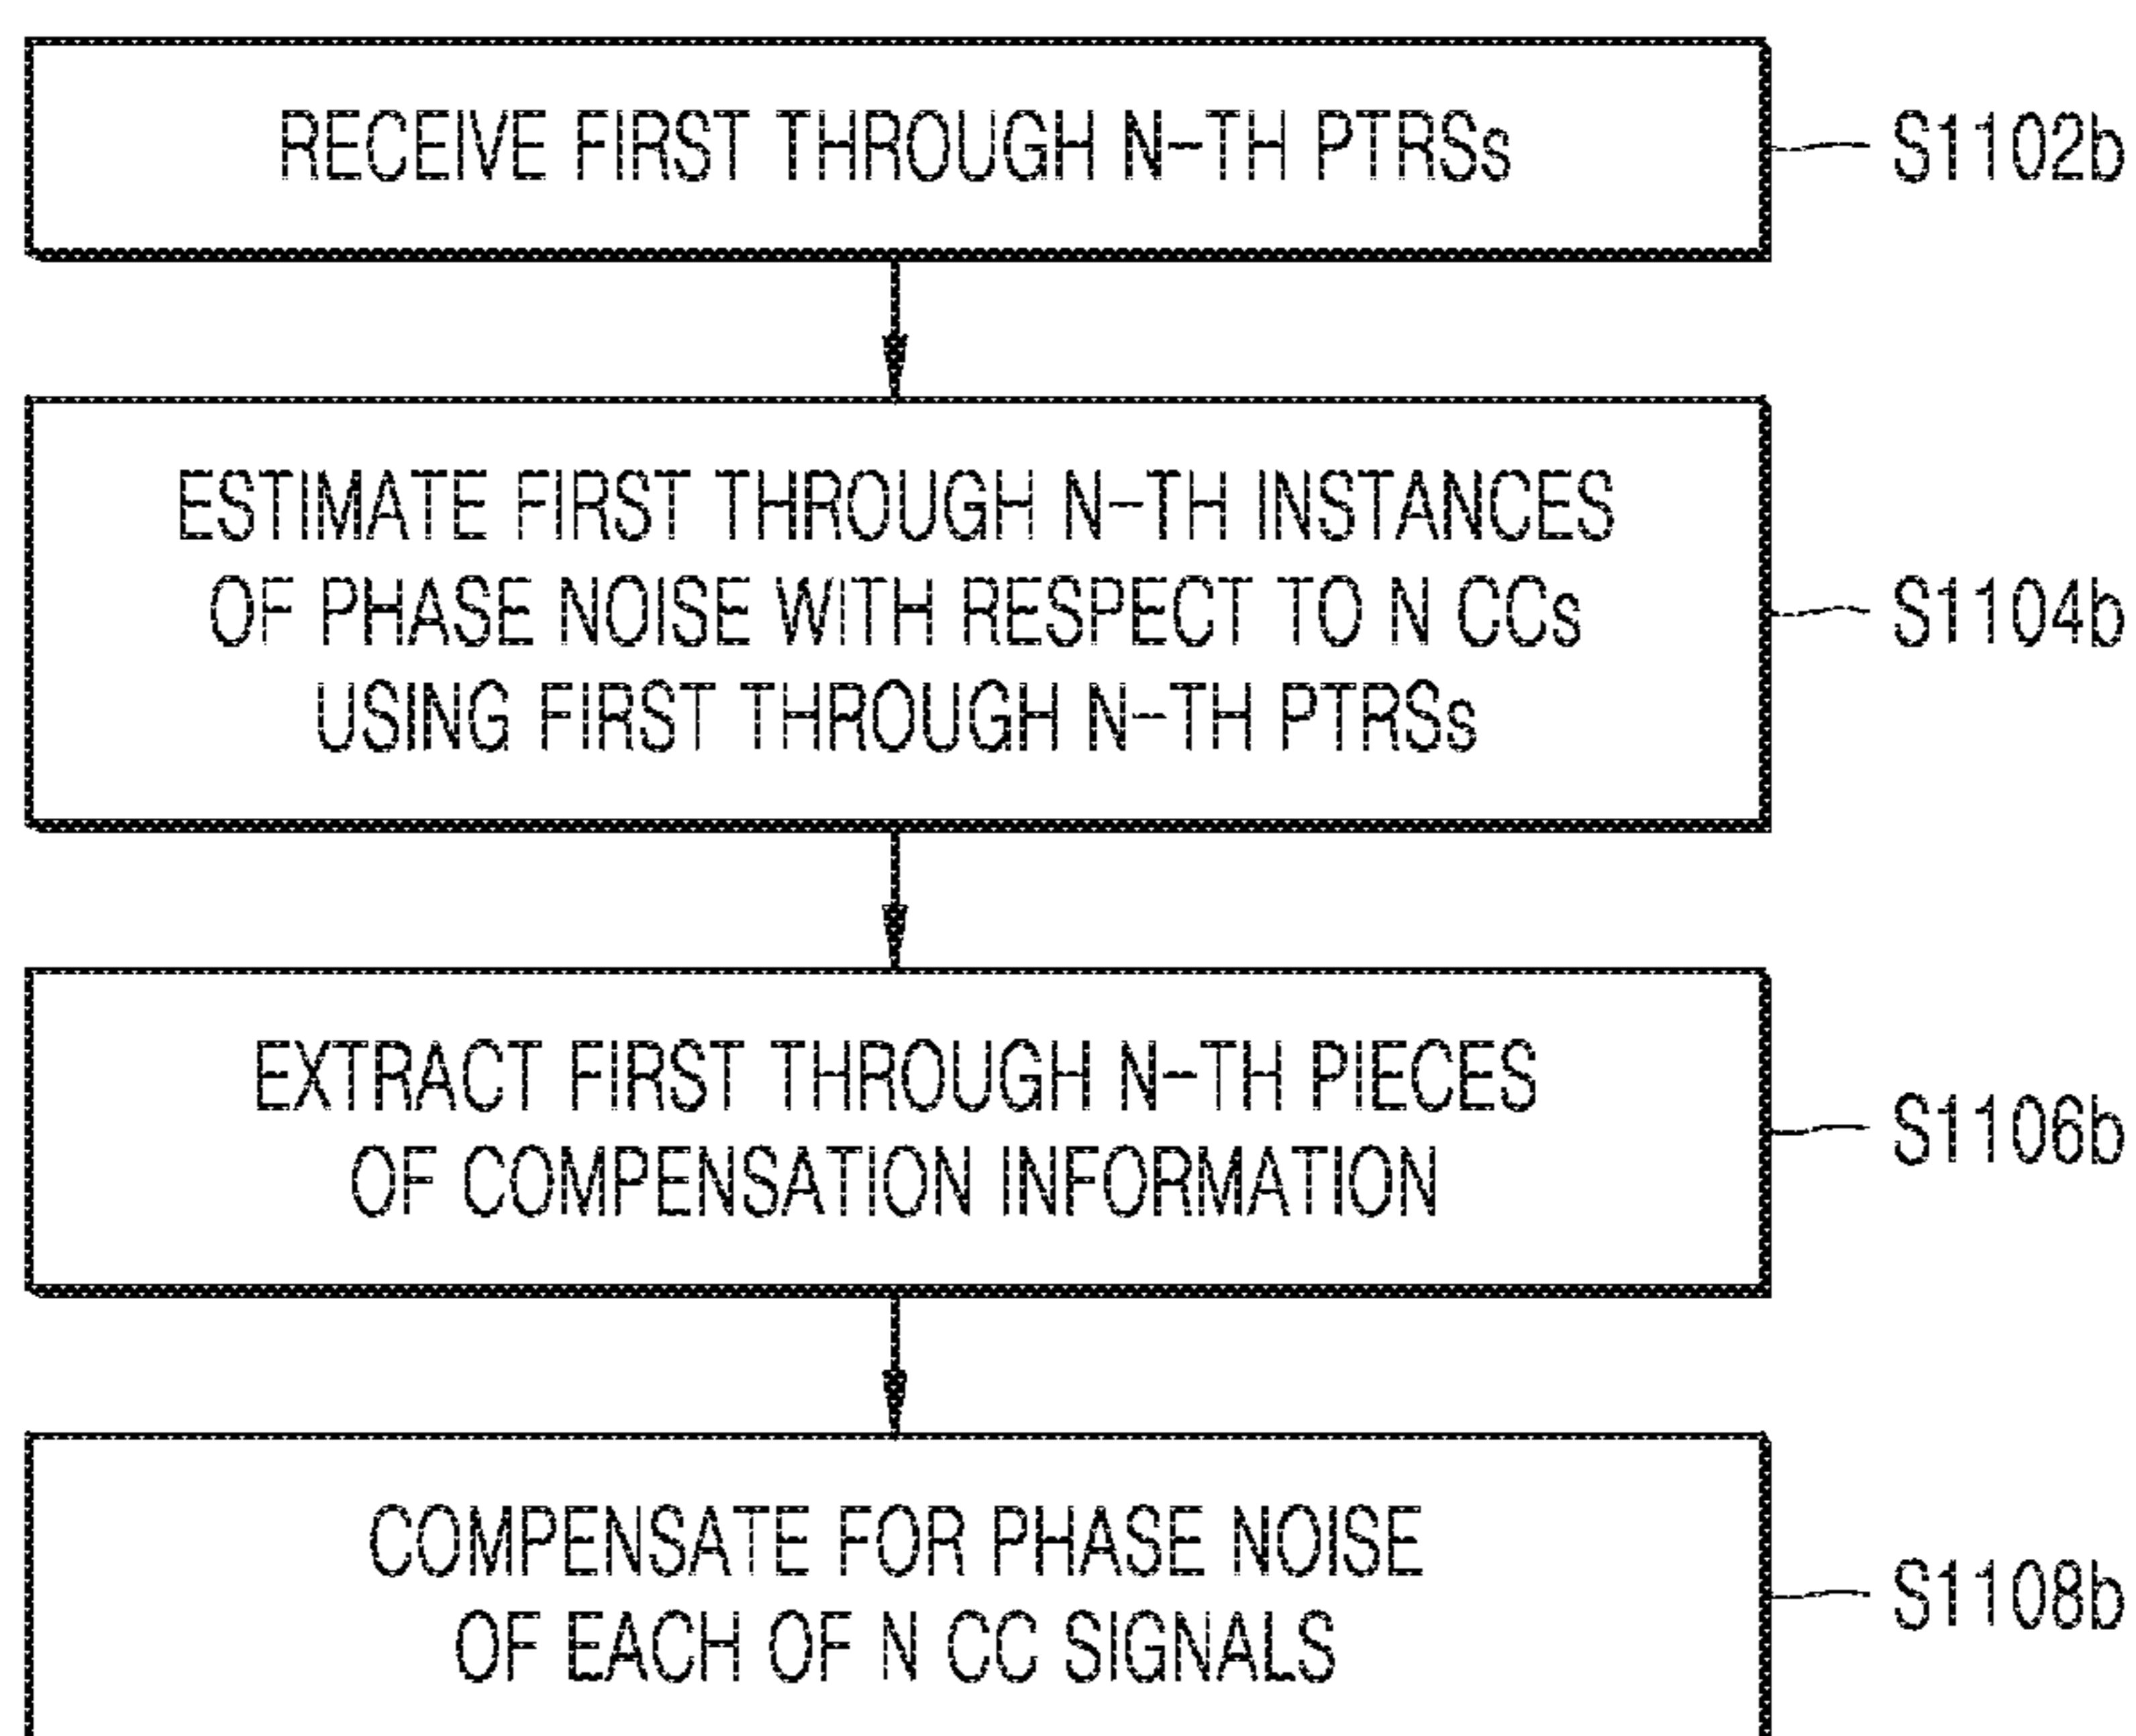 RECEIVE FIRST THROUGH N-TH PTRSs
S1102b
ESTIMATE FIRST THROUGH N-TH INSTANCES
OF PHASE NOISE WITH RESPECT TO N CCs
USING FIRST THROUGH N-TH PTRSs
S1104b
EXTRACT FIRST THROUGH N-TH PIECES
OF COMPENSATION INFORMATION
S1106b
COMPENSATE FOR PHASE NOISE
OF EACH OF N CC SIGNALS
S1108b